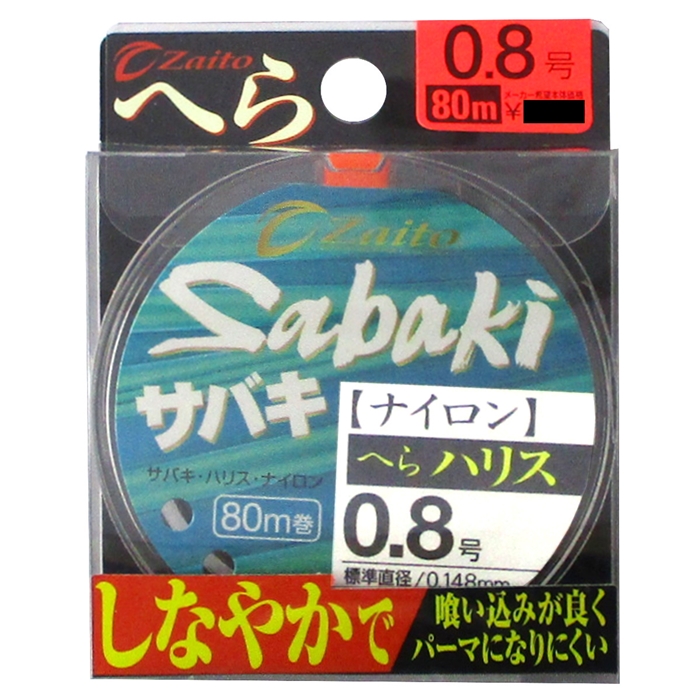 Zaito
へら
0.8号
80m
メーカー希望本体価格
¥
Zaito
Sabaki
サバキ
【ナイロン】
へらハリス
サバキ・ハリス・ナイロン
80m巻
0.8号
標準直径/0.148mm
しなやかで
喰い込みが良く
パーマになりにくい